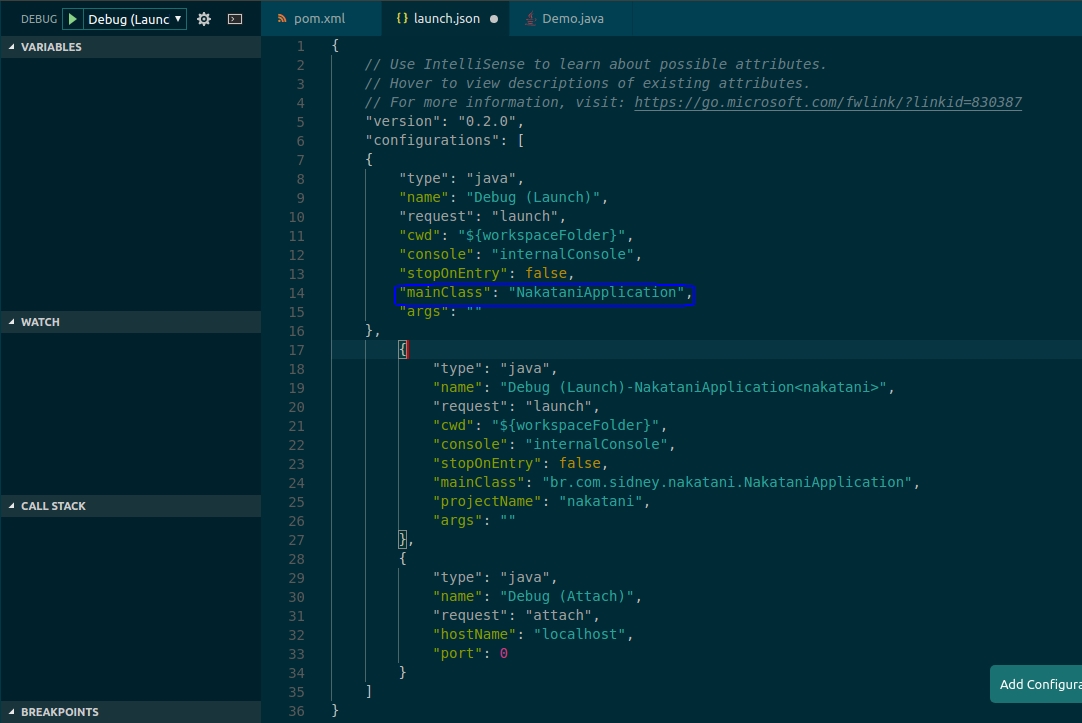 DEBUG Debug (Launc
pom.xml
launch.json
Demo.java
VARIABLES
WATCH
CALL STACK
BREAKPOINTS
1 {
2 // Use IntelliSense to learn about possible attributes.
3 // Hover to view descriptions of existing attributes.
4 // For more information, visit: https://go.microsoft.com/fwlink/?linkid=830387
5 "version": "0.2.0",
6 "configurations": [
7 {
8 "type": "java",
9 "name": "Debug (Launch)",
10 "request": "launch",
11 "cwd": "${workspaceFolder}",
12 "console": "internalConsole",
13 "stopOnEntry": false,
14 "mainClass": "NakataniApplication",
15 "args": ""
16 },
17 {
18 "type": "java",
19 "name": "Debug (Launch)-NakataniApplication<nakatani>",
20 "request": "launch",
21 "cwd": "${workspaceFolder}",
22 "console": "internalConsole",
23 "stopOnEntry": false,
24 "mainClass": "br.com.sidney.nakatani.NakataniApplication",
25 "projectName": "nakatani",
26 "args": ""
27 },
28 {
29 "type": "java",
30 "name": "Debug (Attach)",
31 "request": "attach",
32 "hostName": "localhost",
33 "port": 0
34 }
35 ]
36 }
Add Configura